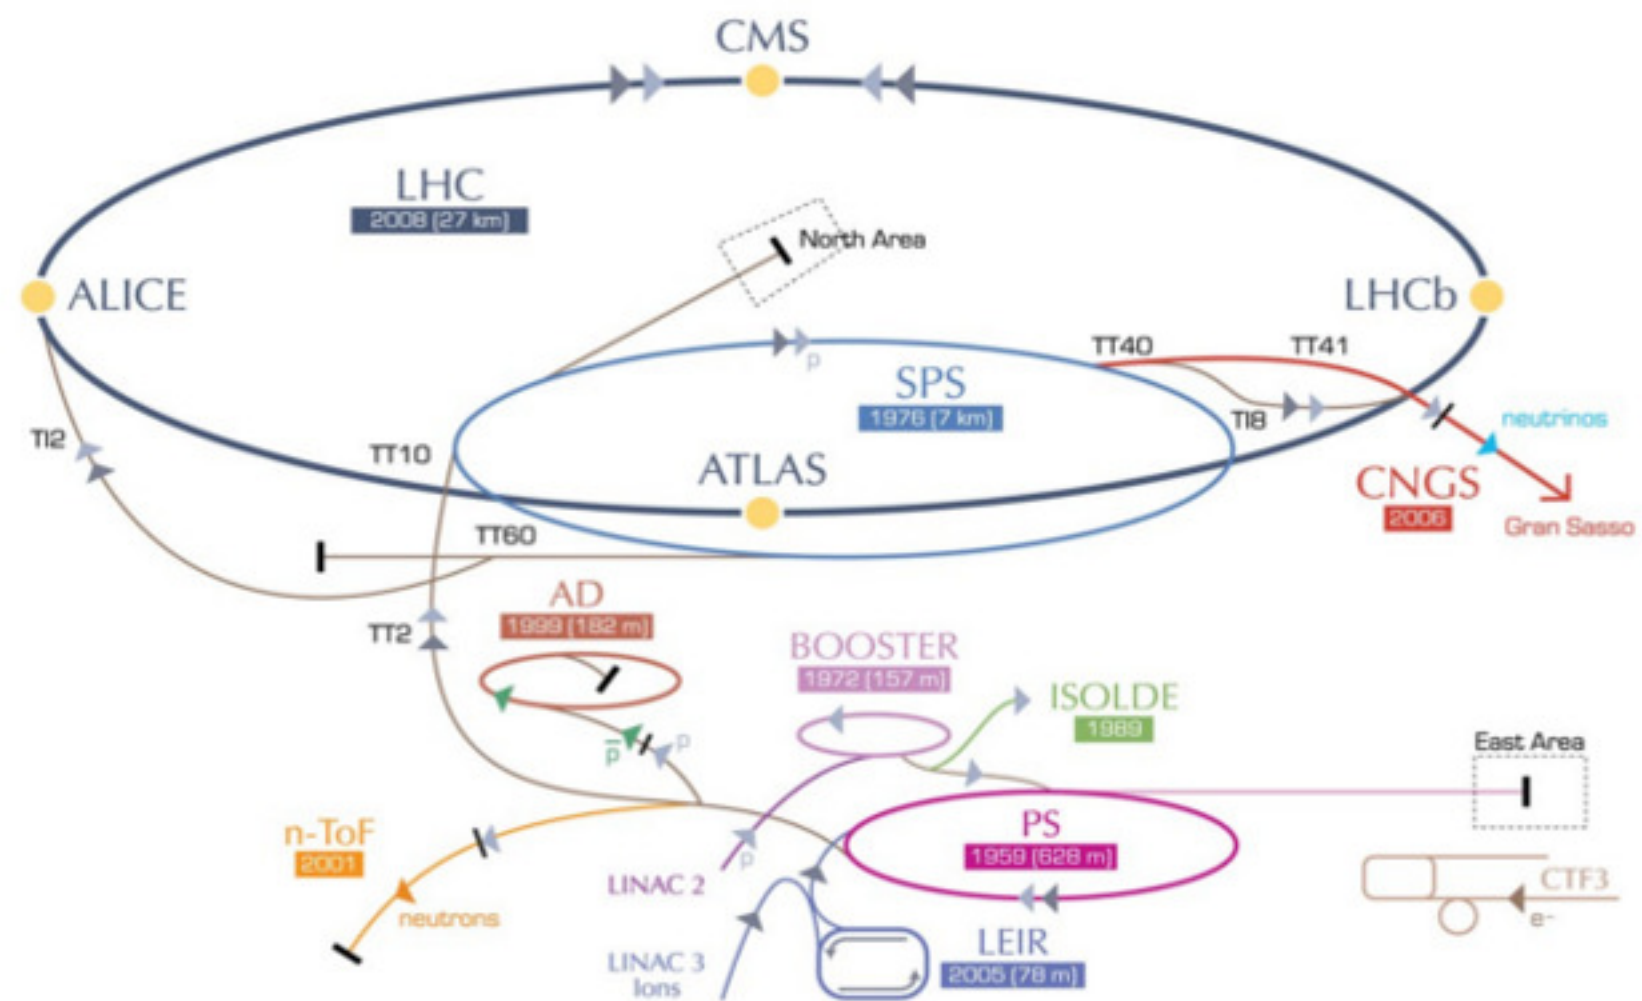 CMS
LHC
2008 (27 km)
North Area
ALICE
LHCb
TT40
TT41
p
SPS
1976 (7 km)
TI8
neutrinos
TI2
TT10
ATLAS
CNGS
2006
Gran Sasso
TT60
AD
1999 (182 m)
TT2
BOOSTER
1972 (157 m)
ISOLDE
1989
p̅
p
East Area
n-ToF
2001
PS
1959 (628 m)
p
LINAC 2
CTF3
neutrons
e-
LEIR
2005 (78 m)
LINAC 3
Ions